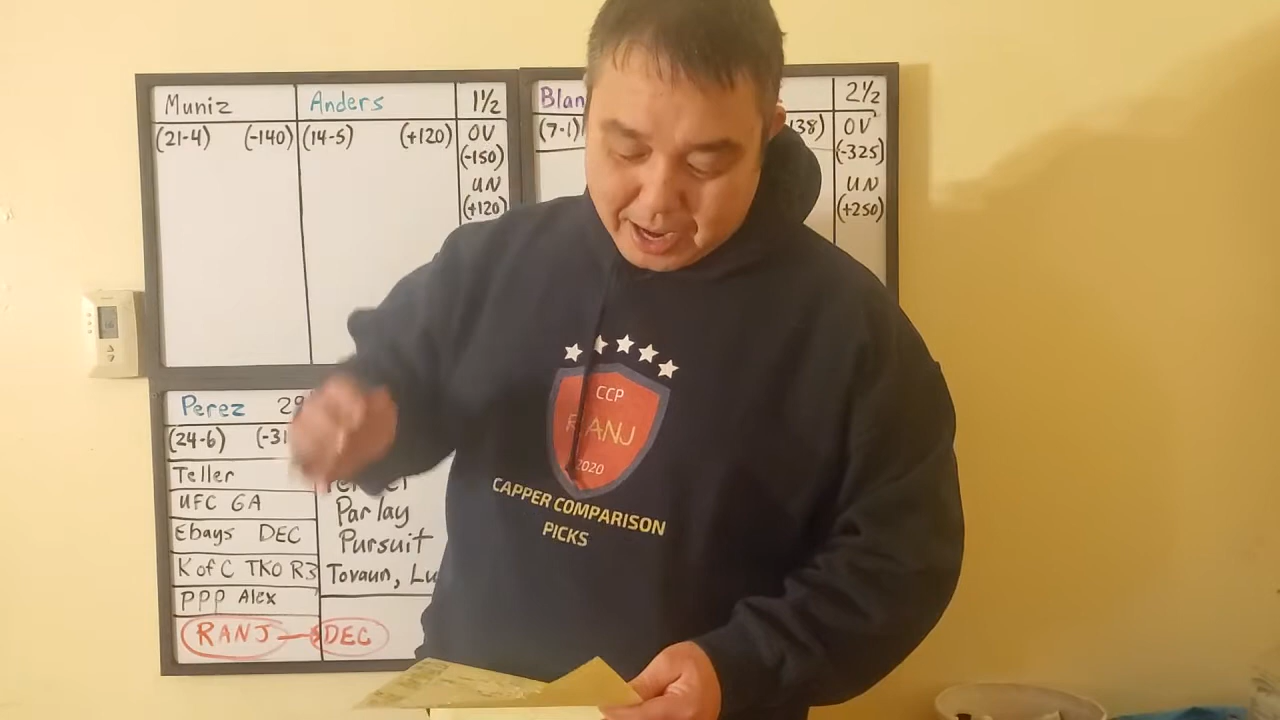 Muniz Anders 1½
(21-4) (-140) (14-5) (+120) OV
(-150)
UN
(+120)
2½
(7-1) OV
(-325)
UN
(+250)
Perez
(24-6)
Teller
UFC GA
Ebays DEC
K of C TKO R3
PPP Alex
RANJ DEC
Parlay
Pursuit
Tovaun,
CCP
RANJ
2020
CAPPER COMPARISON
PICKS